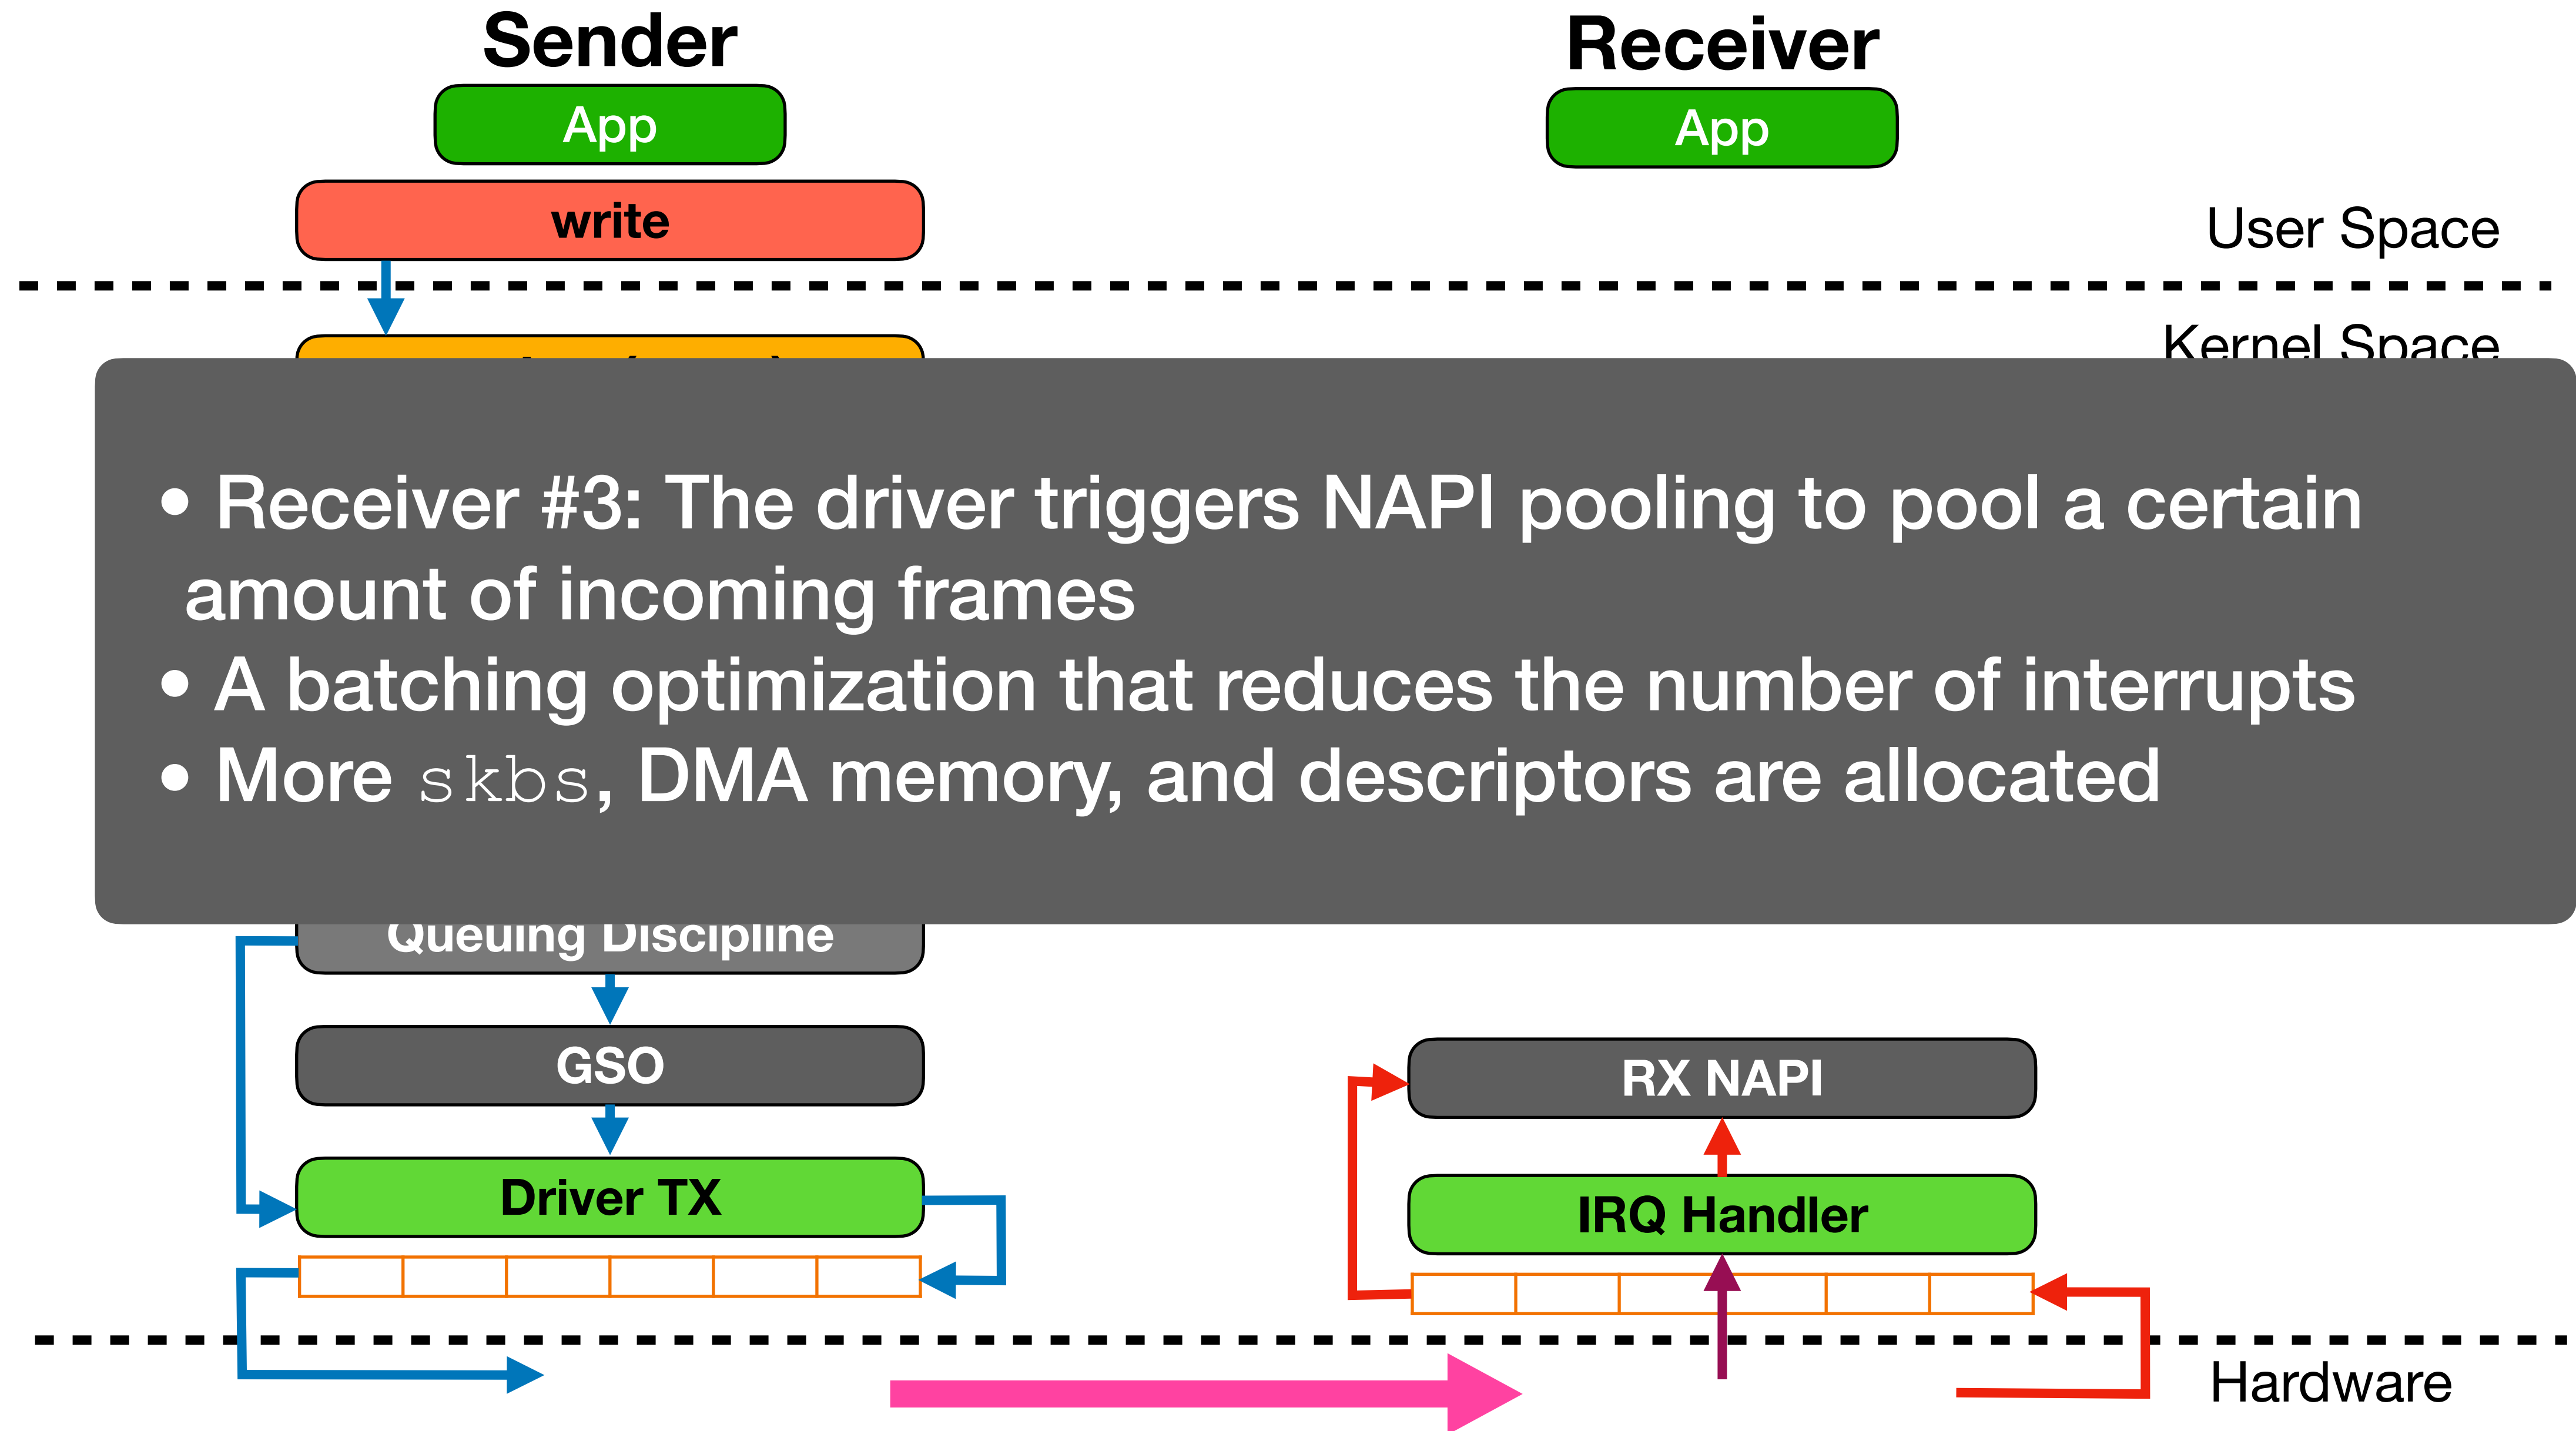 Sender
Receiver
App
App
write
User Space
Kernel Space
• Receiver #3: The driver triggers NAPI pooling to pool a certain
amount of incoming frames
• A batching optimization that reduces the number of interrupts
• More skbs, DMA memory, and descriptors are allocated
Queuing Discipline
GSO
RX NAPI
Driver TX
IRQ Handler
Hardware